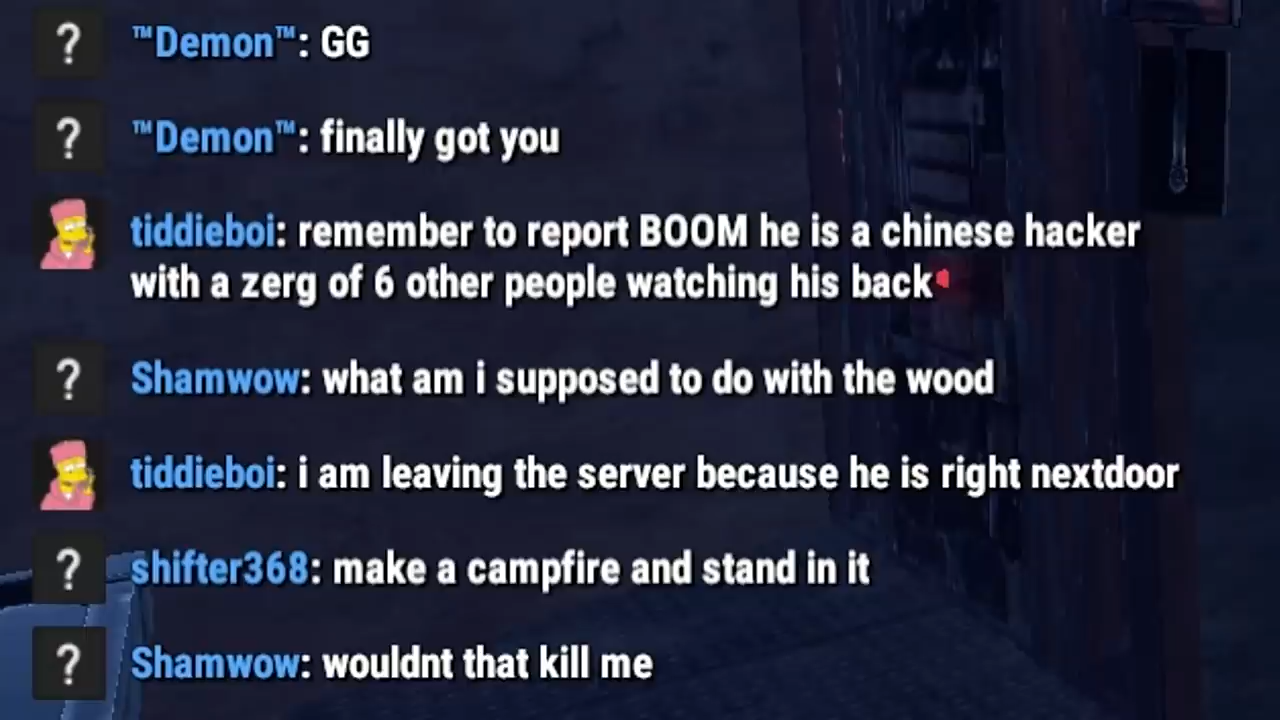 ™Demon™: GG
™Demon™: finally got you
tiddieboi: remember to report BOOM he is a chinese hacker
with a zerg of 6 other people watching his back
Shamwow: what am i supposed to do with the wood
tiddieboi: i am leaving the server because he is right nextdoor
shifter368: make a campfire and stand in it
Shamwow: wouldnt that kill me